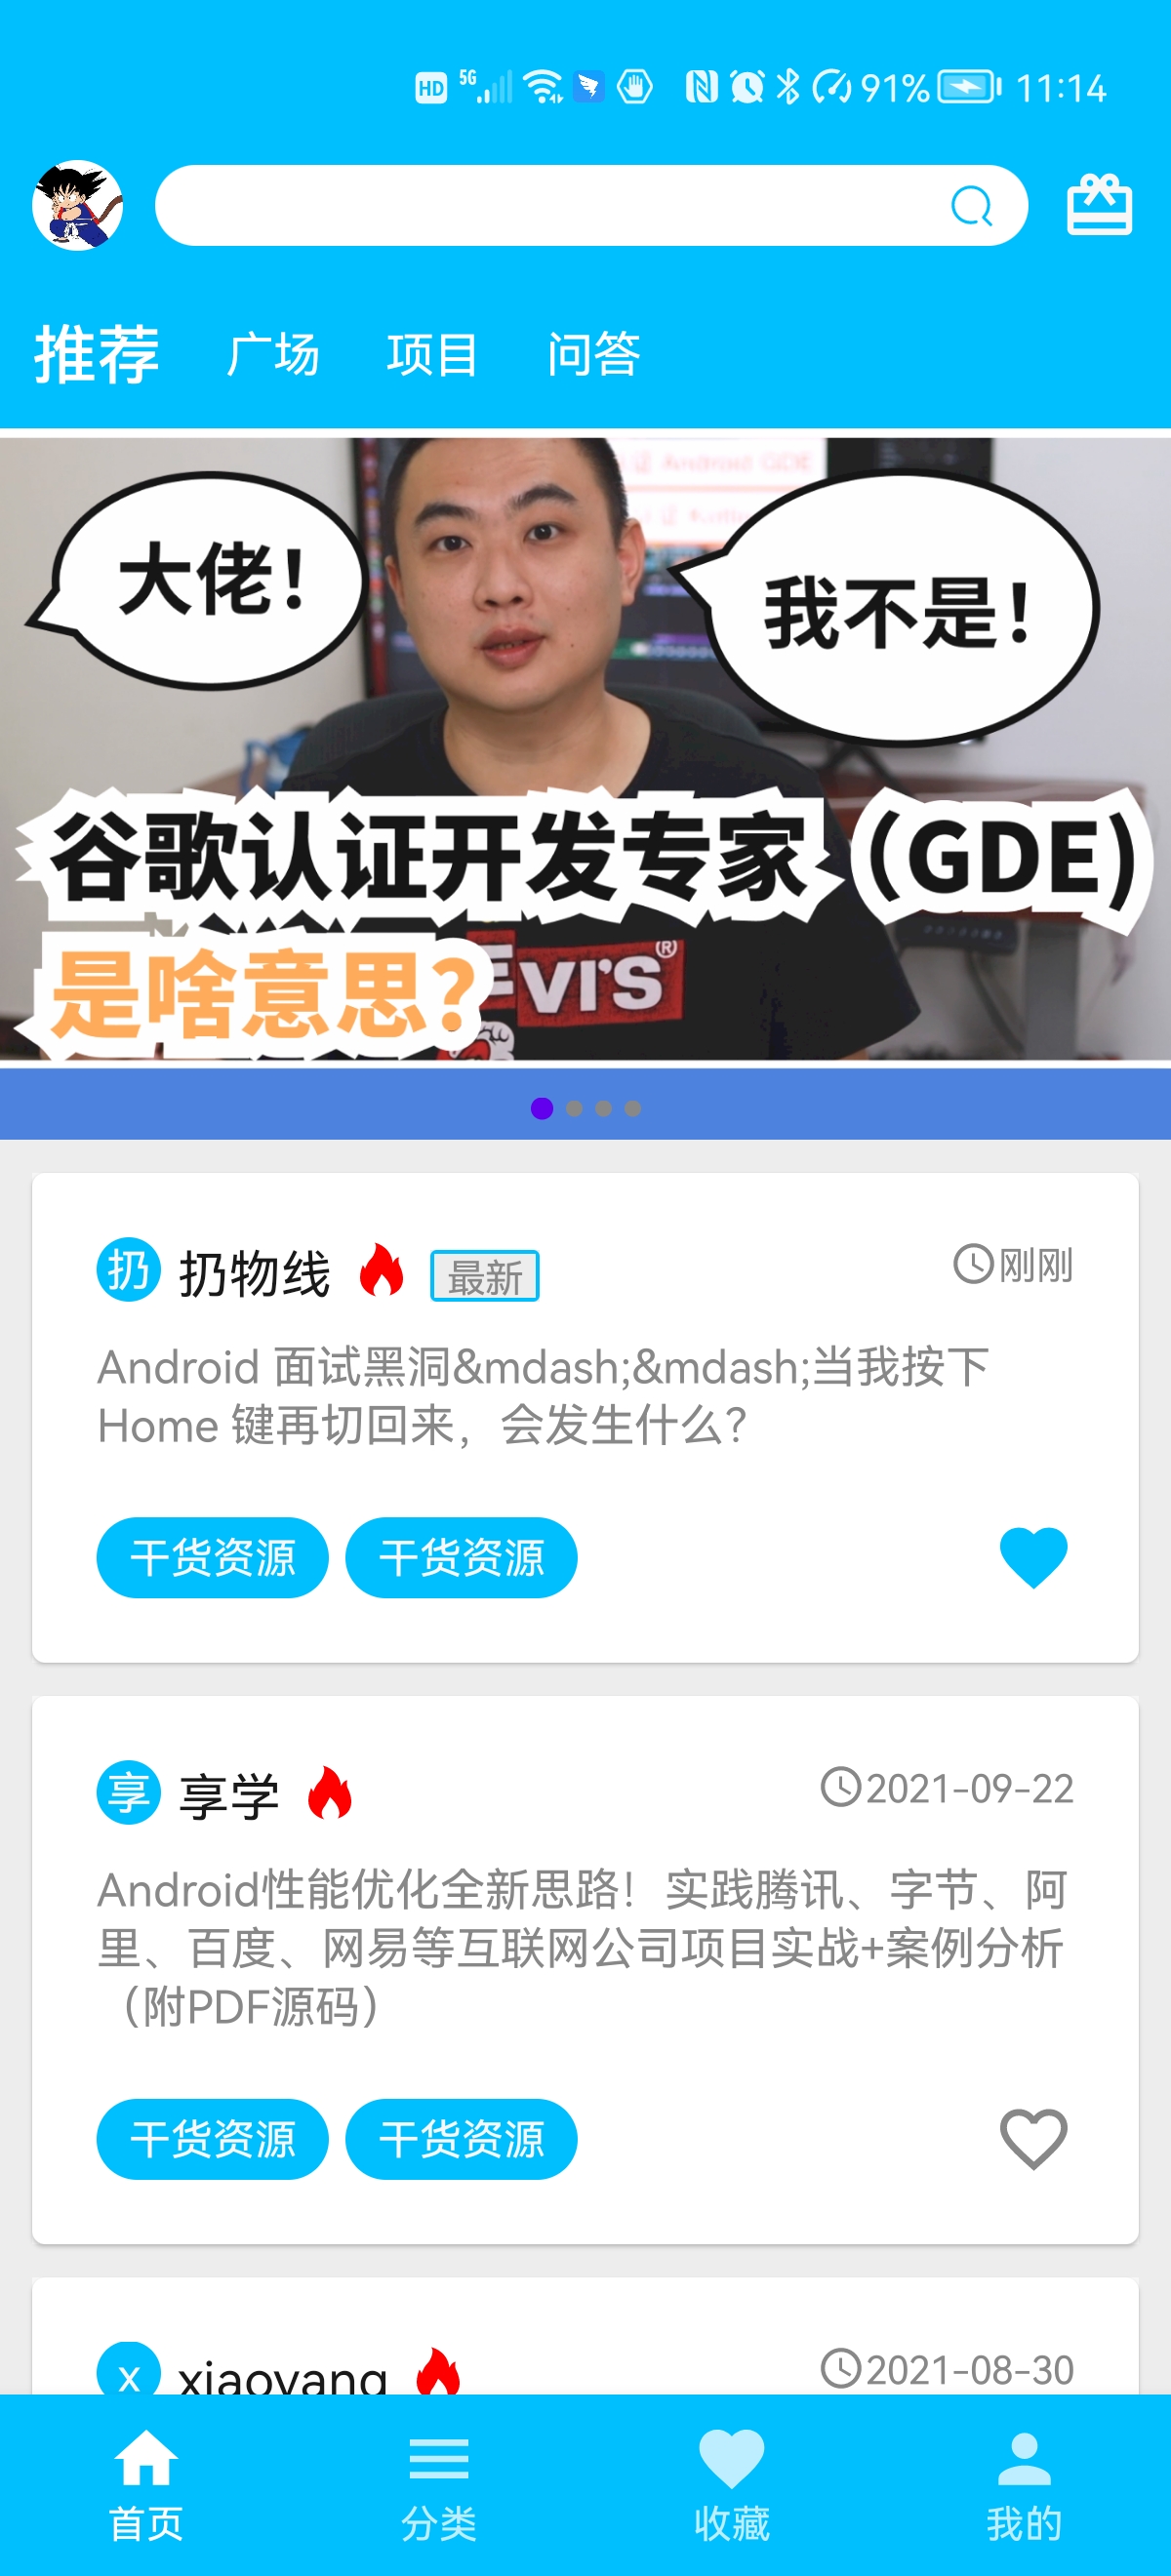 HD 5G 91% 11:14
推荐 广场 项目 问答
大佬！
我不是！
谷歌认证开发专家（GDE）
是啥意思？
EVI'S®
扔 扔物线 最新 刚刚
Android 面试黑洞&mdash;&mdash;当我按下
Home 键再切回来，会发生什么？
干货资源 干货资源
享 享学 2021-09-22
Android性能优化全新思路！实践腾讯、字节、阿
里、百度、网易等互联网公司项目实战+案例分析
（附PDF源码）
干货资源 干货资源
x xiaoyang 2021-08-30
首页 分类 收藏 我的